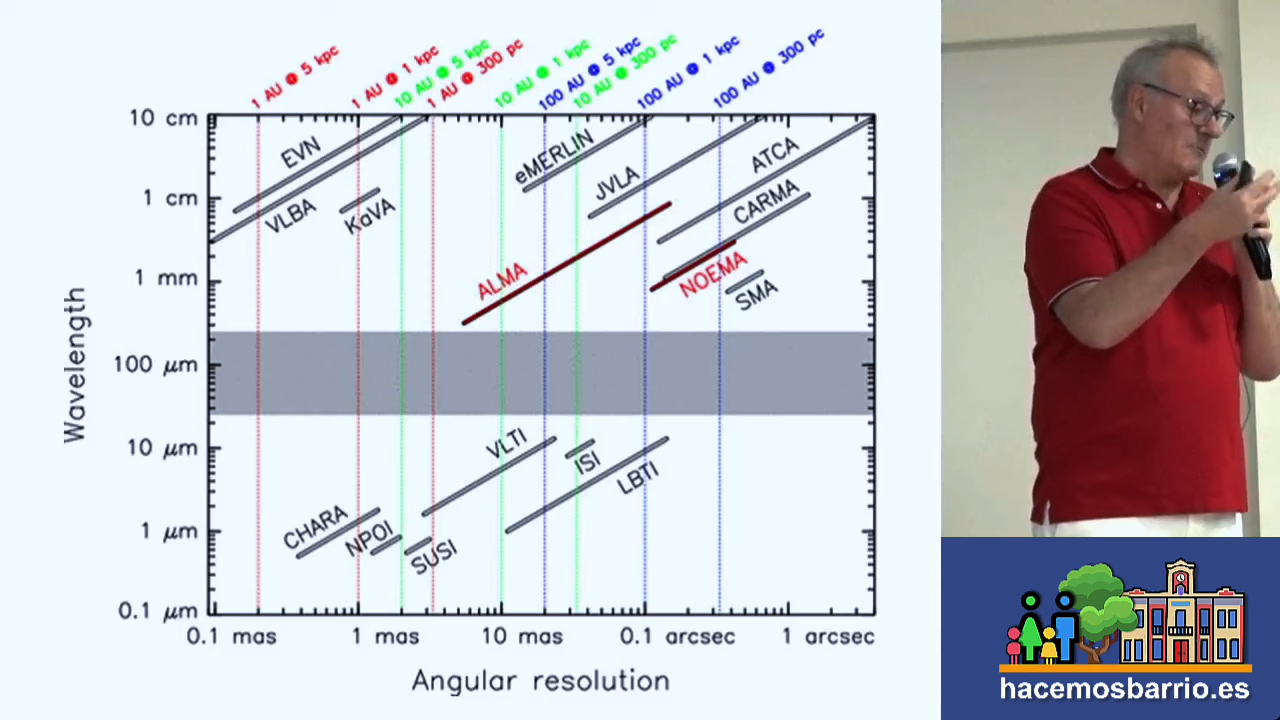 1 AU @ 5 kpc
1 AU @ 1 kpc
10 AU @ 5 kpc
1 AU @ 300 pc
10 AU @ 1 kpc
100 AU @ 5 kpc
10 AU @ 300 pc
100 AU @ 1 kpc
100 AU @ 300 pc
10 cm
1 cm
1 mm
100 μm
10 μm
1 μm
0.1 μm
Wavelength
EVN
VLBA
KaVA
eMERLIN
JVLA
ATCA
CARMA
ALMA
NOEMA
SMA
VLTI
ISI
LBTI
CHARA
NPOI
SUSI
0.1 mas
1 mas
10 mas
0.1 arcsec
1 arcsec
Angular resolution
hacemosbarrio.es